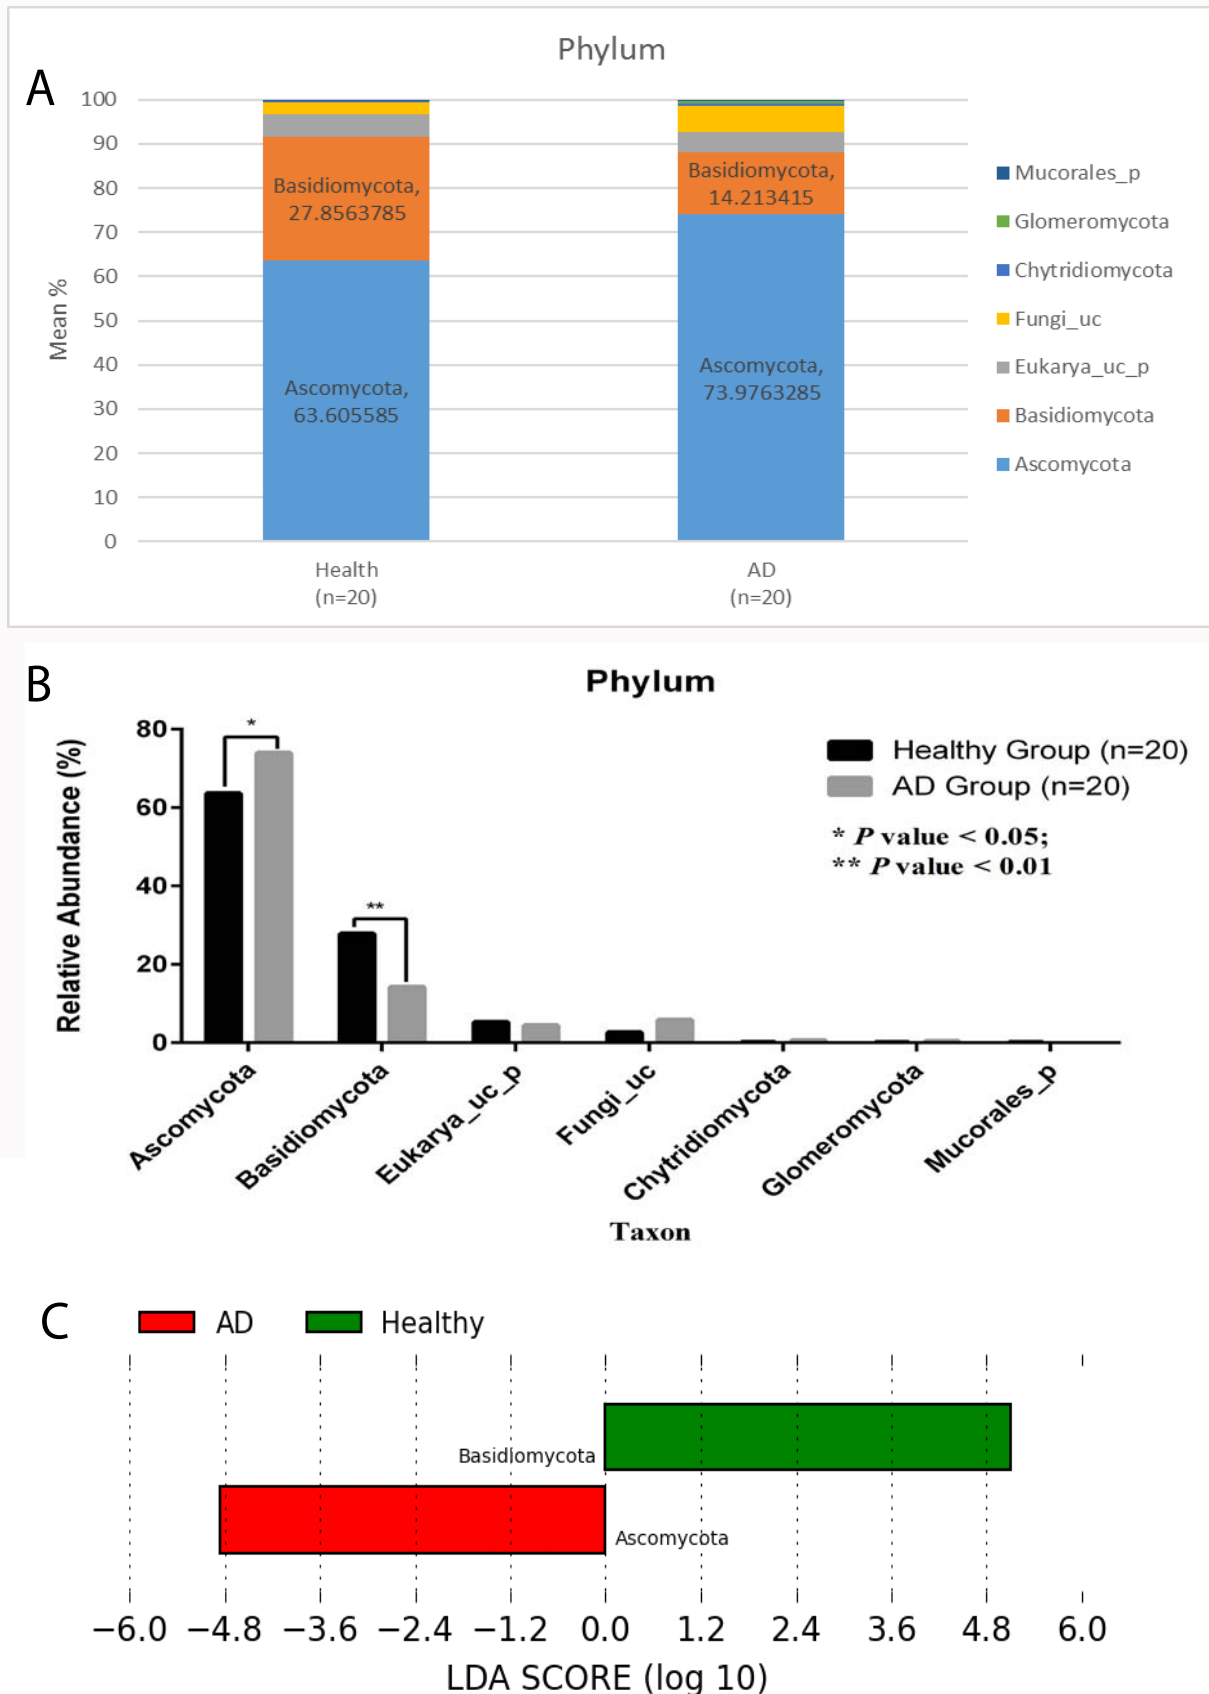 A
Phylum
100
90
80
70
60
50
40
30
20
10
0
Mean %
Basidiomycota,
27.8563785
Ascomycota,
63.605585
Basidiomycota,
14.213415
Ascomycota,
73.9763285
Health
(n=20)
AD
(n=20)
Mucorales_p
Glomeromycota
Chytridiomycota
Fungi_uc
Eukarya_uc_p
Basidiomycota
Ascomycota
B
Phylum
Relative Abundance (%)
80
60
40
20
0
*
**
Healthy Group (n=20)
AD Group (n=20)
* P value < 0.05;
** P value < 0.01
Ascomycota
Basidiomycota
Eukarya_uc_p
Fungi_uc
Chytridiomycota
Glomeromycota
Mucorales_p
Taxon
C
AD
Healthy
Basidiomycota
Ascomycota
−6.0 −4.8 −3.6 −2.4 −1.2 0.0 1.2 2.4 3.6 4.8 6.0
LDA SCORE (log 10)